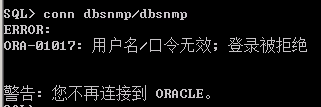 SQL> conn dbsnmp/dbsnmp
ERROR:
ORA-01017: 用户名/口令无效; 登录被拒绝
警告: 您不再连接到 ORACLE。